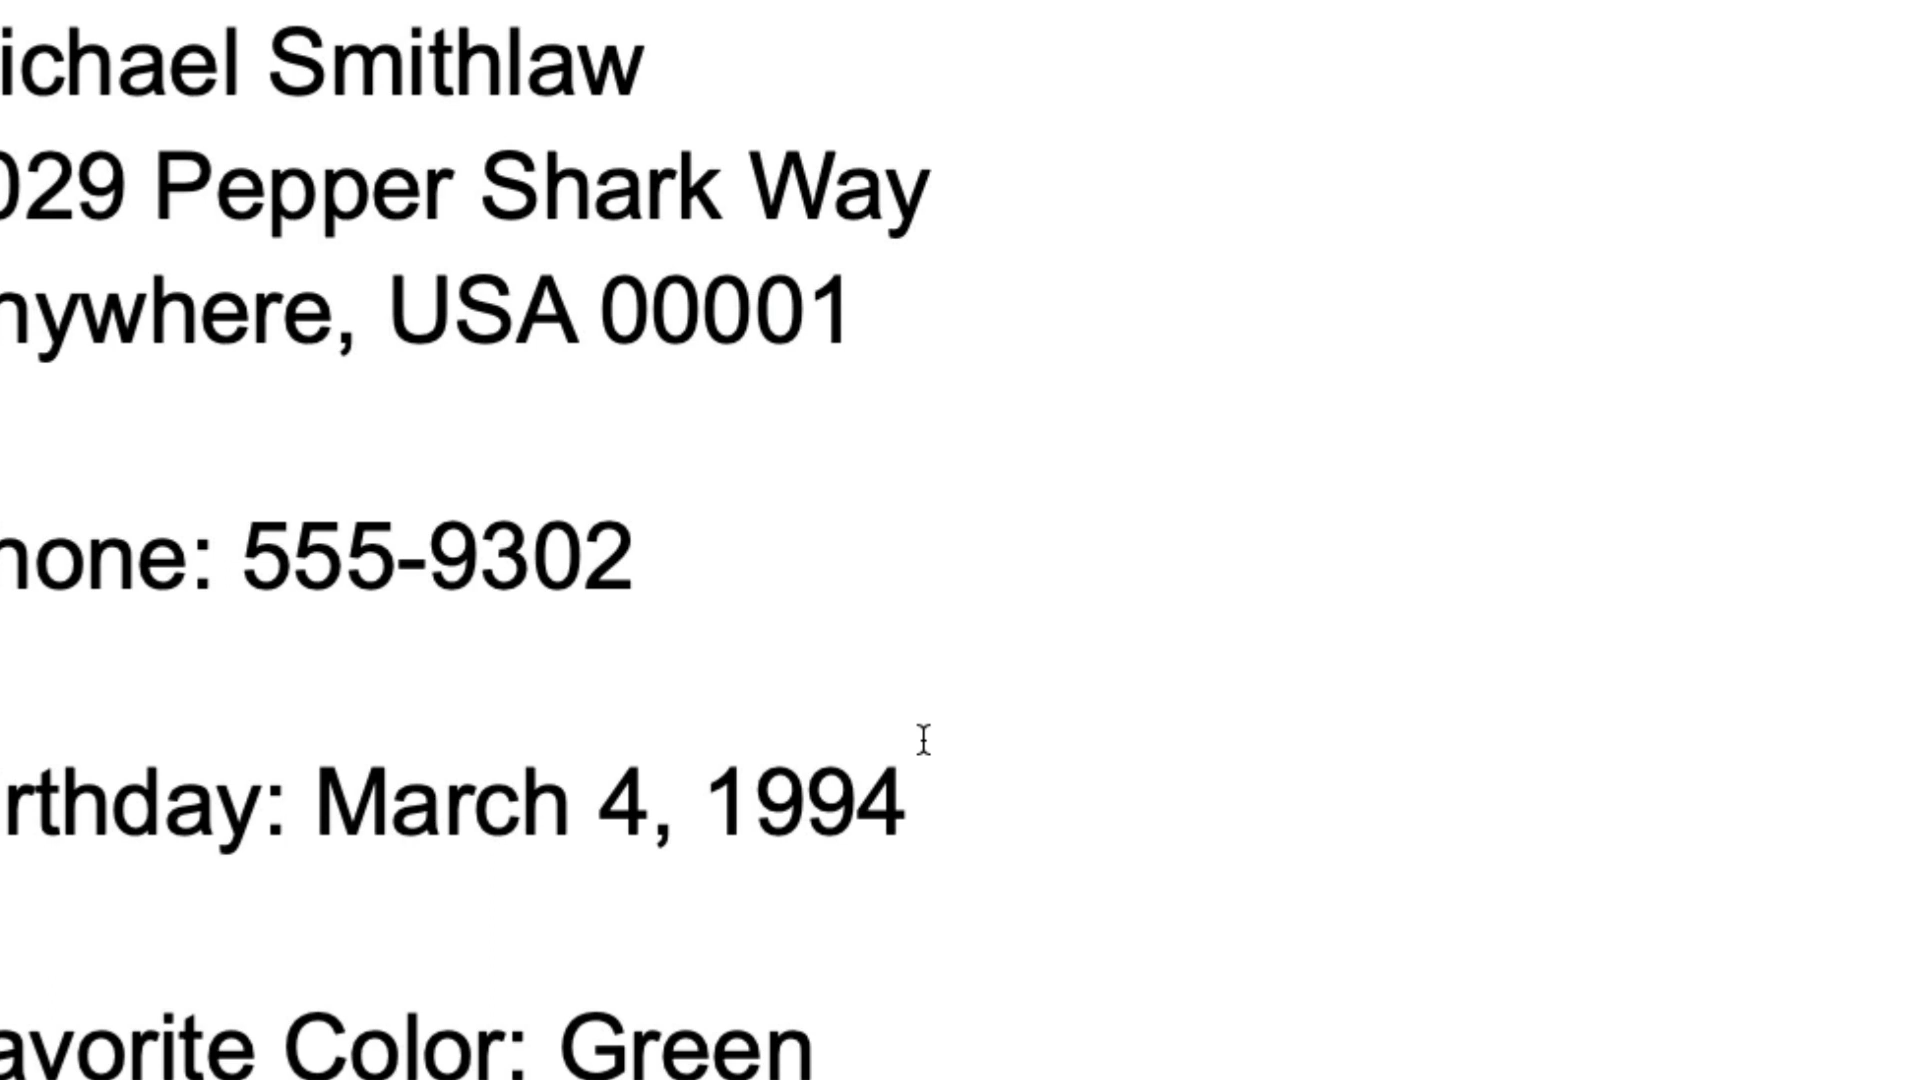 ichael Smithlaw
029 Pepper Shark Way
nywhere, USA 00001
hone: 555-9302
rthday: March 4, 1994
avorite Color: Green